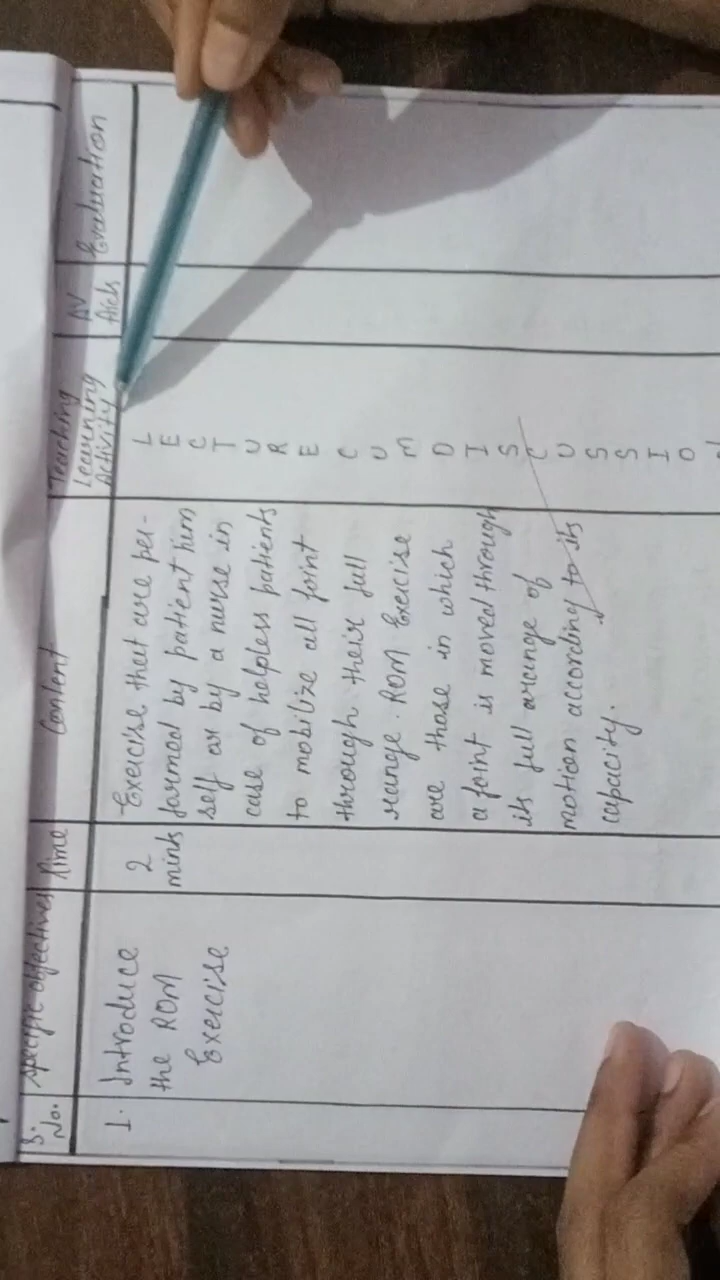 S. No.
Specific objectives
Time
Content
Teaching
Learning
Activity
AV
Aids
Evaluation
1.
Introduce
the ROM
Exercise
2
mints
Exercise that are per-
formed by patient him
self or by a nurse in
case of helpless patients
to mobilize all joint
through their full
range. ROM Exercise
are those in which
a joint is moved through
its full arange of
motion according to its
capacity.
L
E
C
T
U
R
E
C
U
M
D
I
S
C
U
S
S
I
O